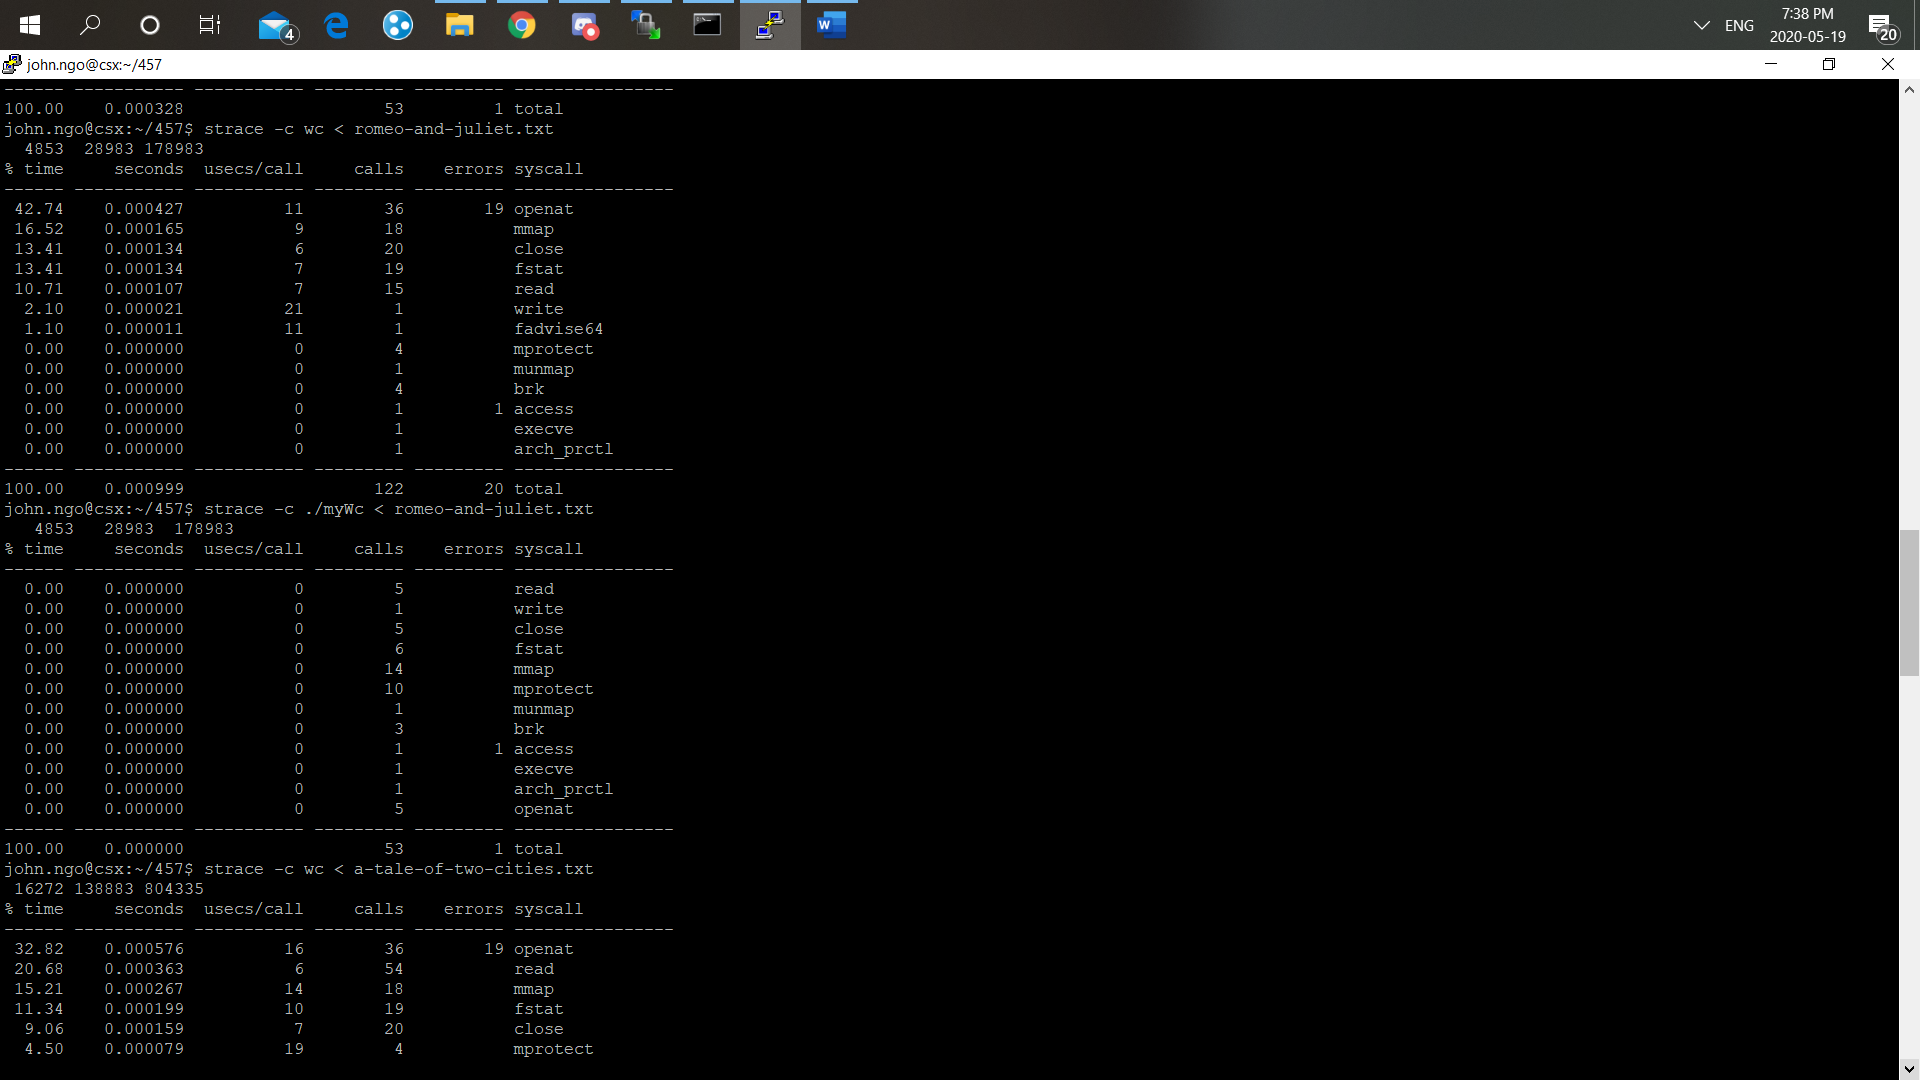 4
W
ENG
7:38 PM
2020-05-19
20
john.ngo@csx:~/457
------ ----------- ----------- --------- --------- ----------------
100.00    0.000328                    53         1 total
john.ngo@csx:~/457$ strace -c wc < romeo-and-juliet.txt
  4853  28983 178983
% time     seconds  usecs/call     calls    errors syscall
------ ----------- ----------- --------- --------- ----------------
 42.74    0.000427          11        36        19 openat
 16.52    0.000165           9        18           mmap
 13.41    0.000134           6        20           close
 13.41    0.000134           7        19           fstat
 10.71    0.000107           7        15           read
  2.10    0.000021          21         1           write
  1.10    0.000011          11         1           fadvise64
  0.00    0.000000           0         4           mprotect
  0.00    0.000000           0         1           munmap
  0.00    0.000000           0         4           brk
  0.00    0.000000           0         1         1 access
  0.00    0.000000           0         1           execve
  0.00    0.000000           0         1           arch_prctl
------ ----------- ----------- --------- --------- ----------------
100.00    0.000999                   122        20 total
john.ngo@csx:~/457$ strace -c ./myWc < romeo-and-juliet.txt
   4853   28983  178983
% time     seconds  usecs/call     calls    errors syscall
------ ----------- ----------- --------- --------- ----------------
  0.00    0.000000           0         5           read
  0.00    0.000000           0         1           write
  0.00    0.000000           0         5           close
  0.00    0.000000           0         6           fstat
  0.00    0.000000           0        14           mmap
  0.00    0.000000           0        10           mprotect
  0.00    0.000000           0         1           munmap
  0.00    0.000000           0         3           brk
  0.00    0.000000           0         1         1 access
  0.00    0.000000           0         1           execve
  0.00    0.000000           0         1           arch_prctl
  0.00    0.000000           0         5           openat
------ ----------- ----------- --------- --------- ----------------
100.00    0.000000                    53         1 total
john.ngo@csx:~/457$ strace -c wc < a-tale-of-two-cities.txt
 16272 138883 804335
% time     seconds  usecs/call     calls    errors syscall
------ ----------- ----------- --------- --------- ----------------
 32.82    0.000576          16        36        19 openat
 20.68    0.000363           6        54           read
 15.21    0.000267          14        18           mmap
 11.34    0.000199          10        19           fstat
  9.06    0.000159           7        20           close
  4.50    0.000079          19         4           mprotect